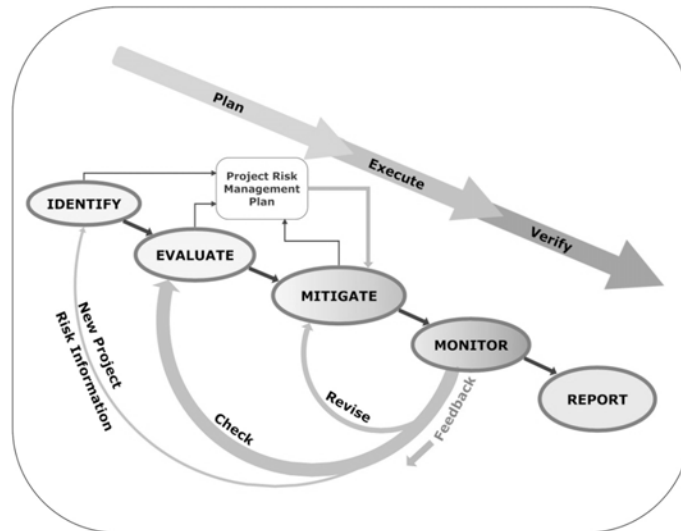 Plan
Execute
Verify
Project Risk
Management
Plan
IDENTIFY
EVALUATE
MITIGATE
MONITOR
REPORT
New Project
Risk Information
Check
Revise
Feedback